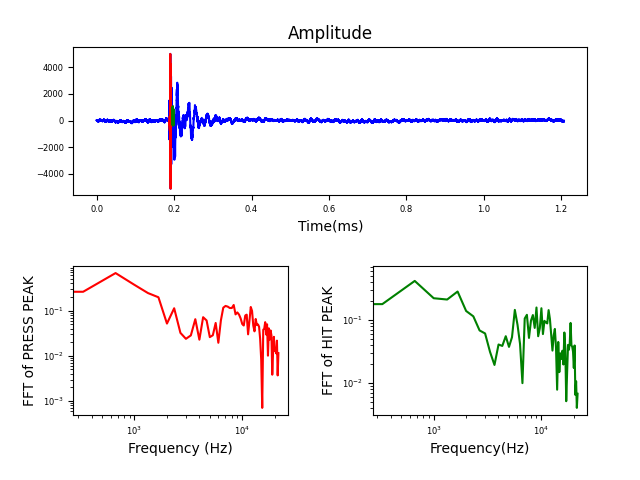 Amplitude
4000
2000
0
−2000
−4000
0.0 0.2 0.4 0.6 0.8 1.0 1.2
Time(ms)
FFT of PRESS PEAK
10⁻¹
10⁻²
10⁻³
10³ 10⁴
Frequency (Hz)
FFT of HIT PEAK
10⁻¹
10⁻²
10³ 10⁴
Frequency(Hz)